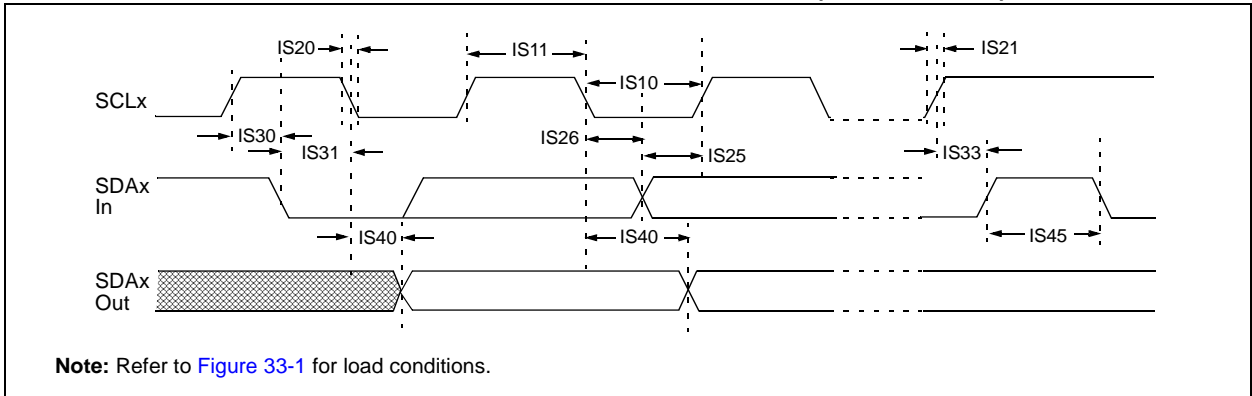 IS20
IS11
IS21
IS10
SCLx
IS30
IS26
IS31
IS25
IS33
SDAx
In
IS40
IS40
IS45
SDAx
Out
Note: Refer to Figure 33-1 for load conditions.